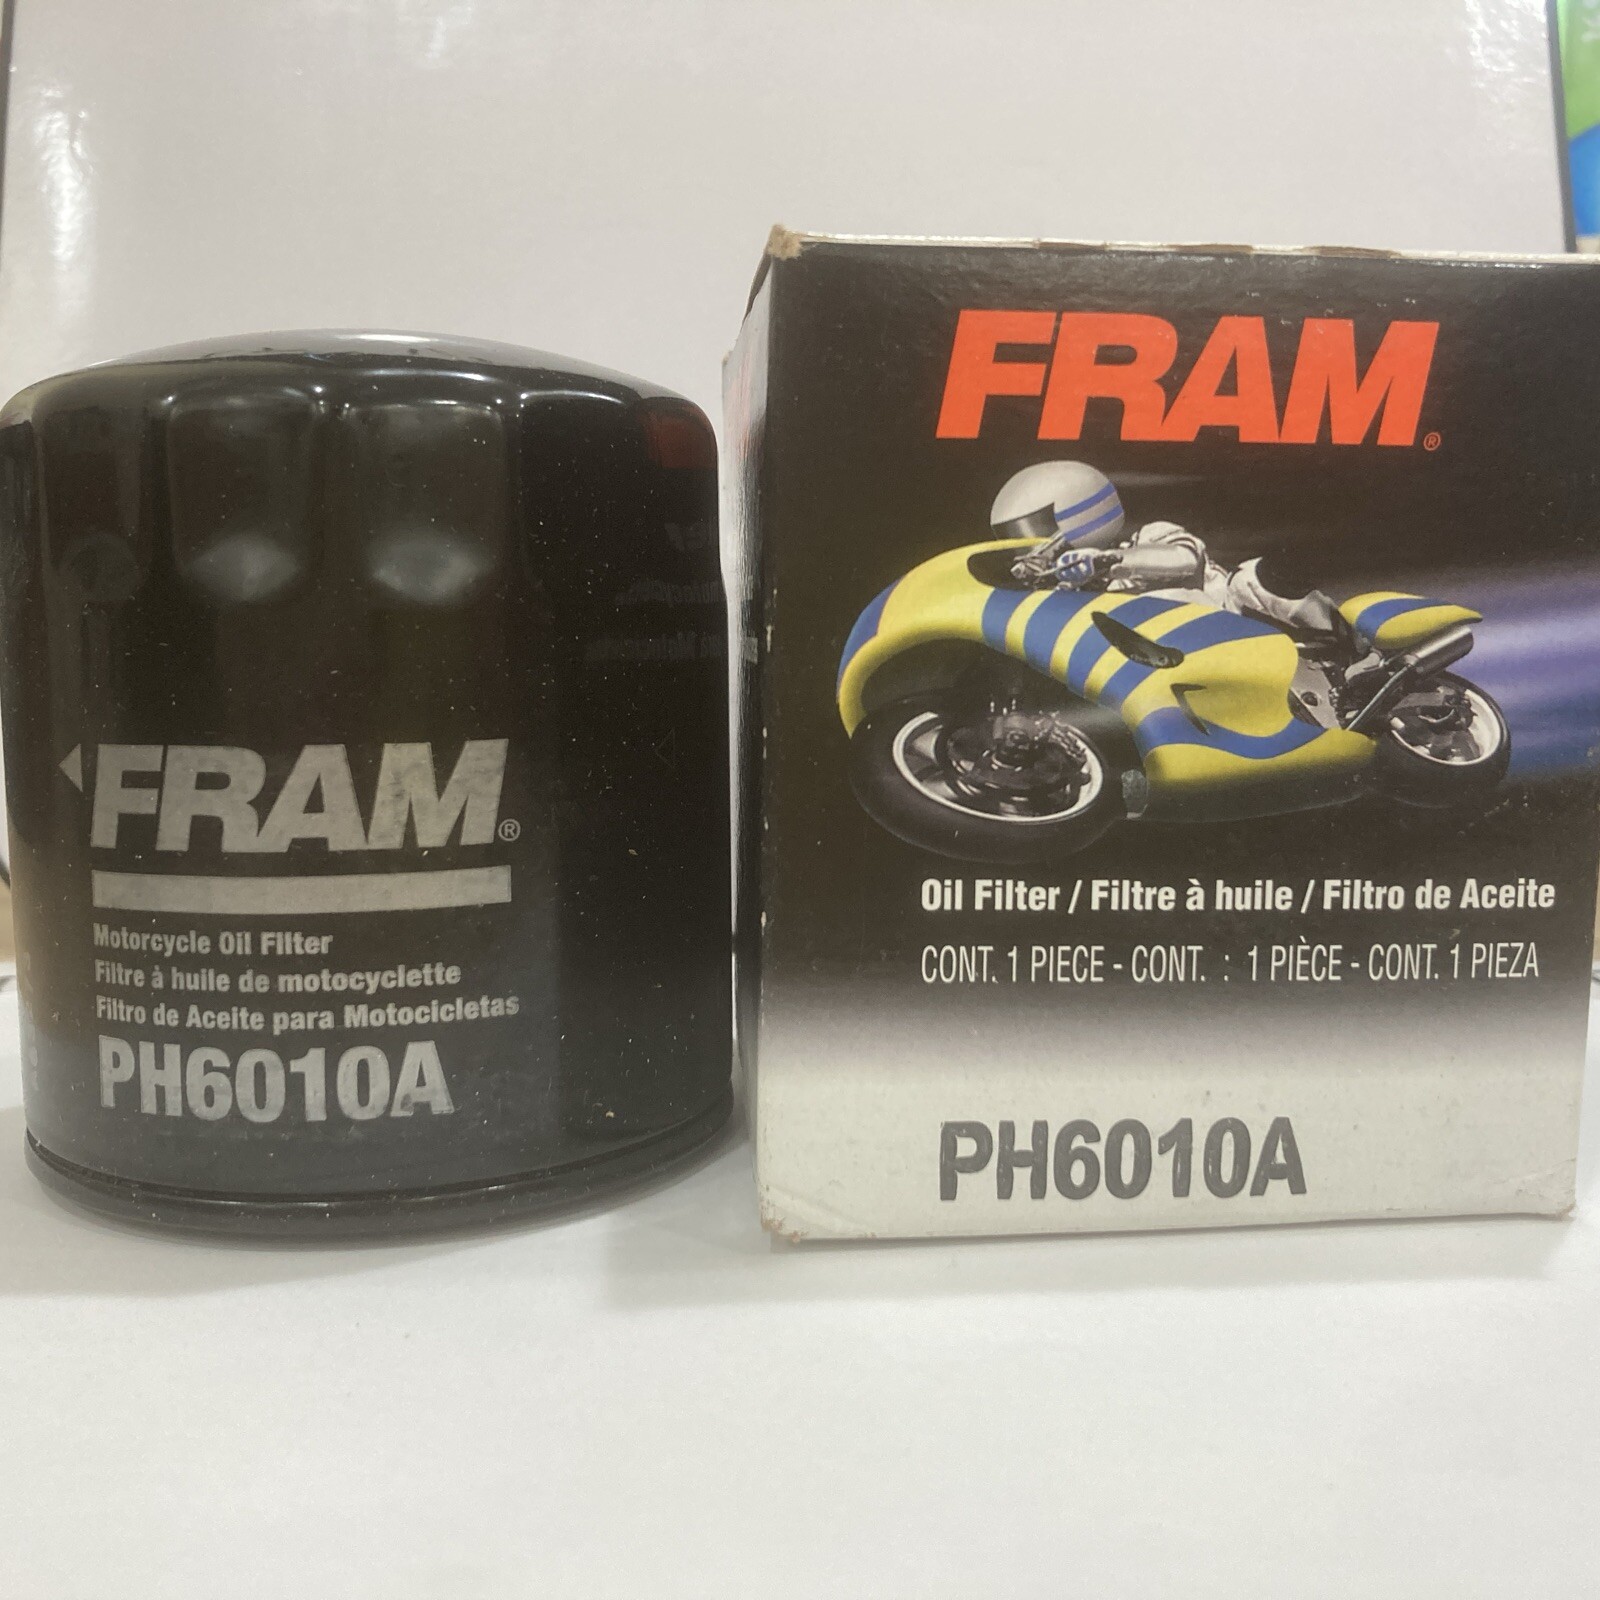 FRAM®
Motorcycle Oil Filter
Filtre à huile de motocyclette
Filtro de Aceite para Motocicletas
PH6010A
FRAM®
Oil Filter / Filtre à huile / Filtro de Aceite
CONT. 1 PIECE - CONT. : 1 PIÈCE - CONT. 1 PIEZA
PH6010A